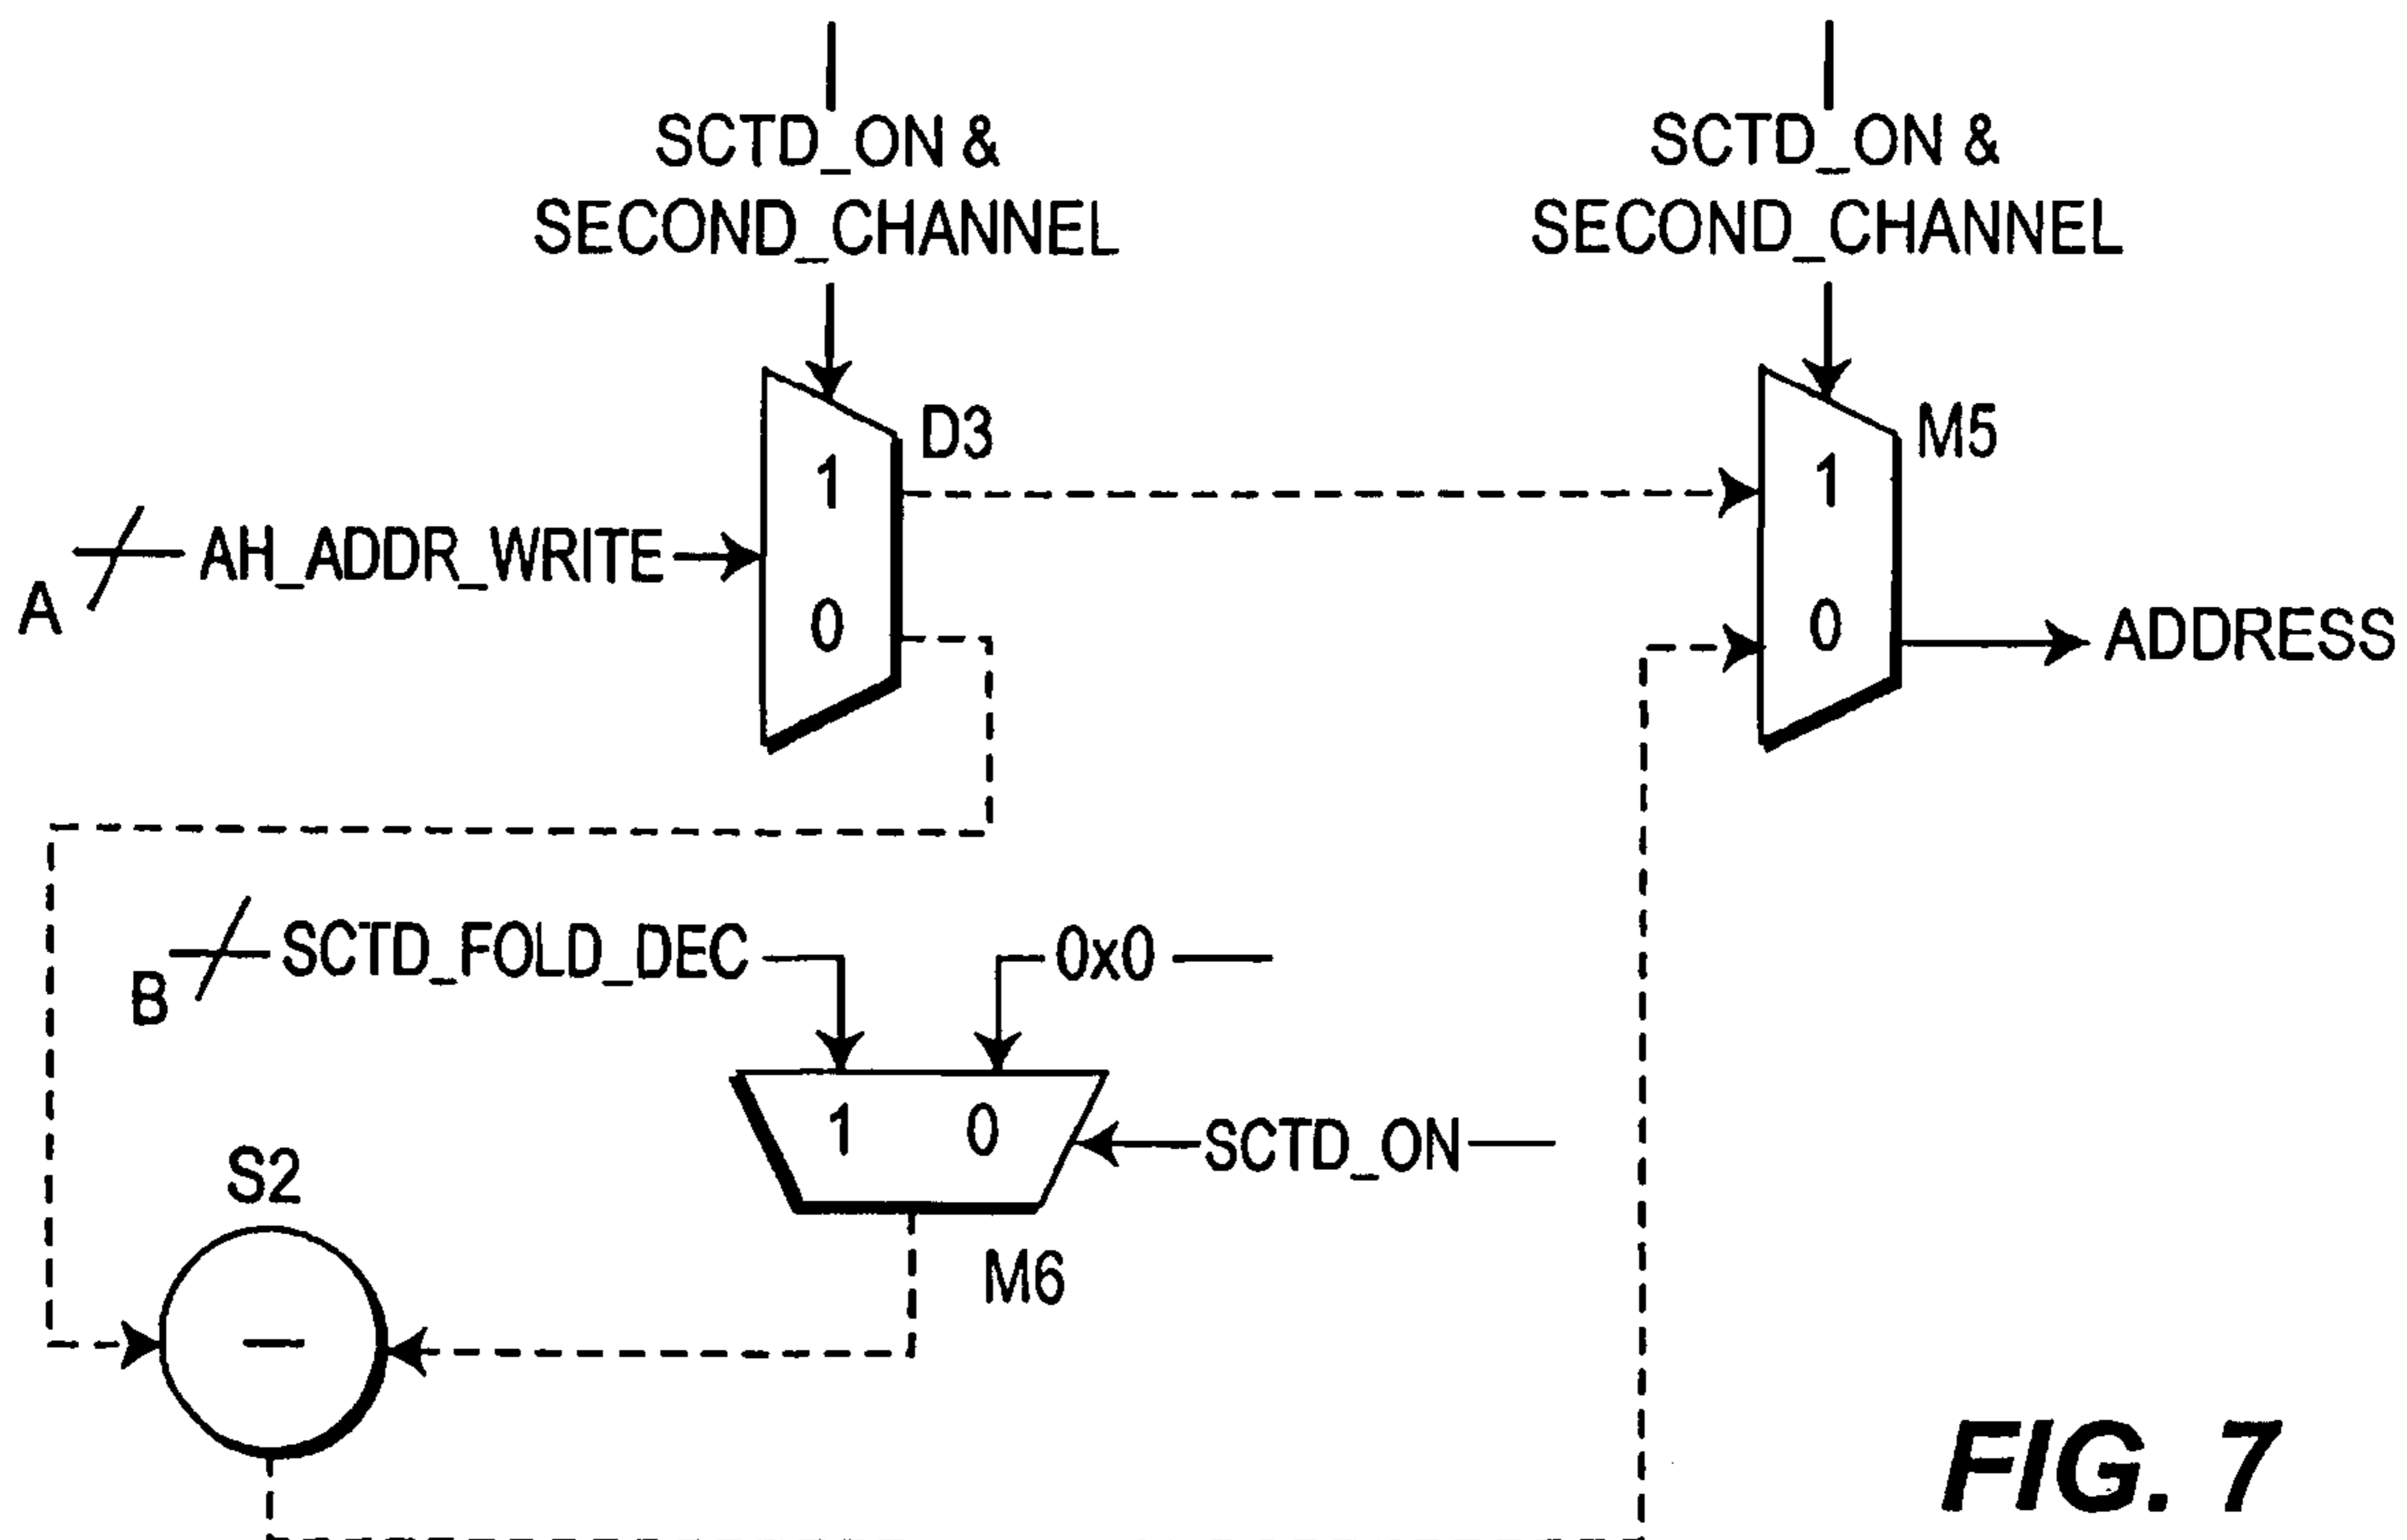 SCTD_ON &
SECOND_CHANNEL
SCTD_ON &
SECOND_CHANNEL
D3
M5
1
1
A
AH_ADDR_WRITE
0
0
ADDRESS
B
SCTD_FOLD_DEC
0x0
1
0
SCTD_ON
S2
M6
−
FIG. 7